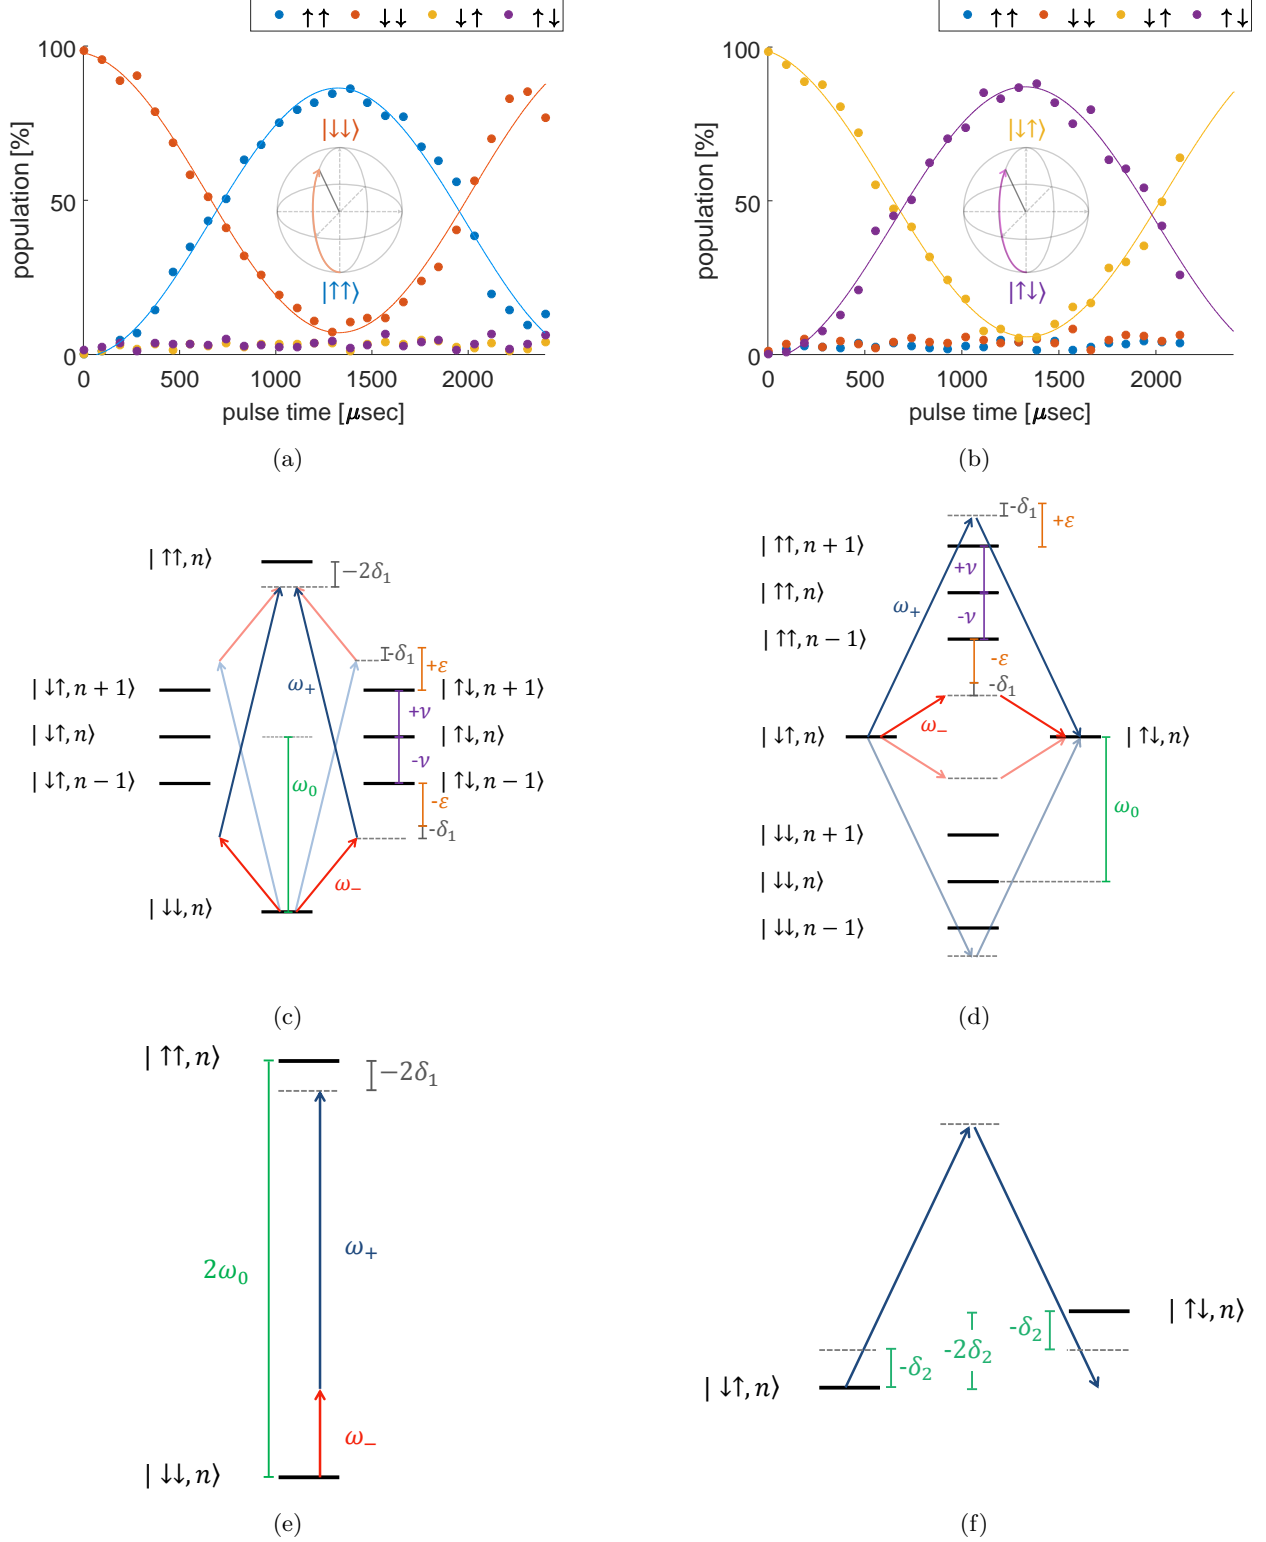 ↑↑ ↓↓ ↓↑ ↑↓
100
50
0
population [%]
|↓↓⟩
|↑↑⟩
0 500 1000 1500 2000
pulse time [μsec]
(a)
↑↑ ↓↓ ↓↑ ↑↓
100
50
0
population [%]
|↓↑⟩
|↑↓⟩
0 500 1000 1500 2000
pulse time [μsec]
(b)
| ↑↑, n⟩
−2δ₁
-δ₁
+ε
ω₊
| ↓↑, n + 1⟩
| ↑↓, n + 1⟩
+ν
| ↓↑, n⟩
| ↑↓, n⟩
-ν
| ↓↑, n − 1⟩
| ↑↓, n − 1⟩
ω₀
-ε
-δ₁
ω₋
| ↓↓, n⟩
(c)
-δ₁
+ε
| ↑↑, n + 1⟩
+ν
| ↑↑, n⟩
ω₊
-ν
| ↑↑, n − 1⟩
-ε
-δ₁
ω₋
| ↓↑, n⟩
| ↑↓, n⟩
ω₀
| ↓↓, n + 1⟩
| ↓↓, n⟩
| ↓↓, n − 1⟩
(d)
| ↑↑, n⟩
−2δ₁
ω₊
2ω₀
ω₋
| ↓↓, n⟩
(e)
| ↑↓, n⟩
-δ₂
-2δ₂
-δ₂
| ↓↑, n⟩
(f)